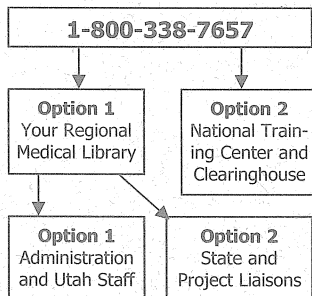 1-800-338-7657
Option 1
Your Regional
Medical Library
Option 2
National Train-
ing Center and
Clearinghouse
Option 1
Administration
and Utah Staff
Option 2
State and
Project Liaisons